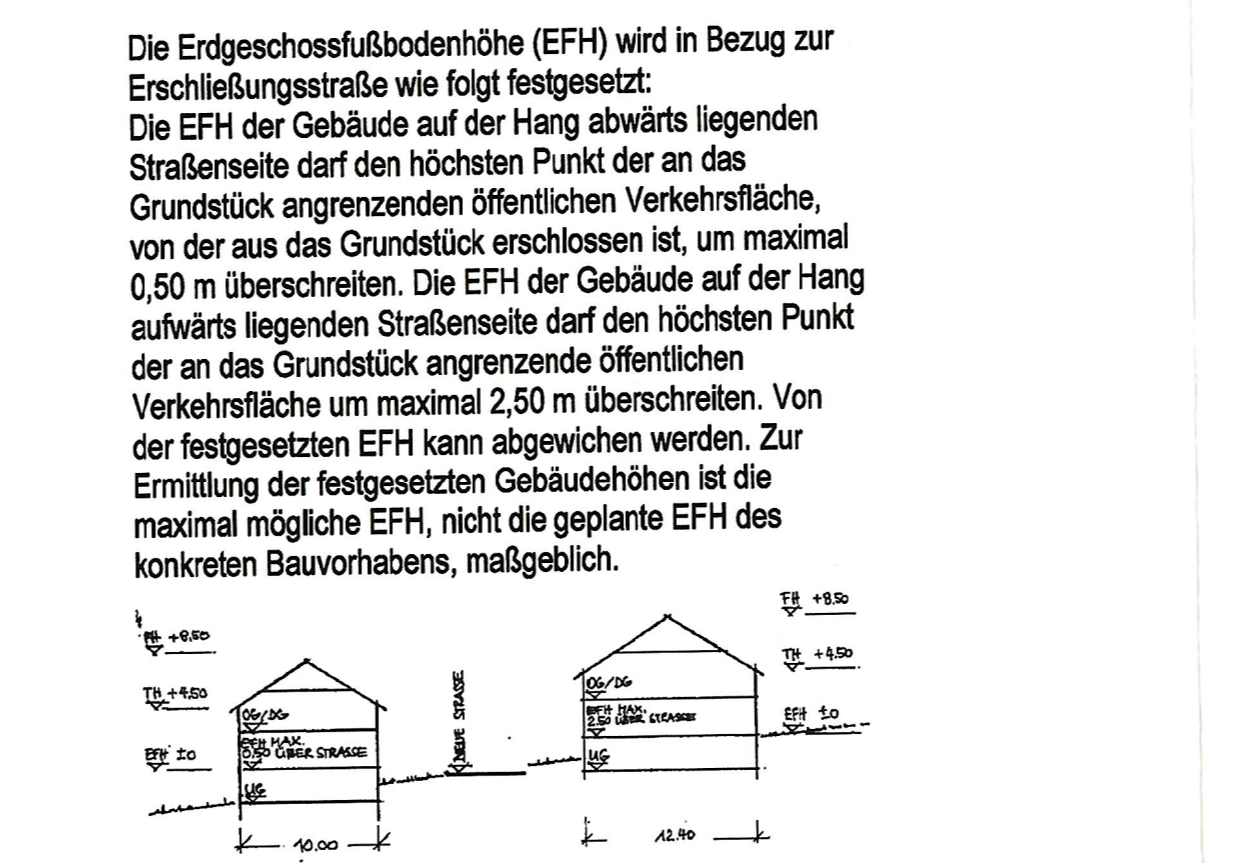 Die Erdgeschossfußbodenhöhe (EFH) wird in Bezug zur
Erschließungsstraße wie folgt festgesetzt:
Die EFH der Gebäude auf der Hang abwärts liegenden
Straßenseite darf den höchsten Punkt der an das
Grundstück angrenzenden öffentlichen Verkehrsfläche,
von der aus das Grundstück erschlossen ist, um maximal
0,50 m überschreiten. Die EFH der Gebäude auf der Hang
aufwärts liegenden Straßenseite darf den höchsten Punkt
der an das Grundstück angrenzende öffentlichen
Verkehrsfläche um maximal 2,50 m überschreiten. Von
der festgesetzten EFH kann abgewichen werden. Zur
Ermittlung der festgesetzten Gebäudehöhen ist die
maximal mögliche EFH, nicht die geplante EFH des
konkreten Bauvorhabens, maßgeblich.
FH +8,50
TH +4,50
EFH ±0
OG/DG
EFH MAX.
0,50 ÜBER STRASSE
UG
10.00
NEUE STRASSE
OG/DG
EFH MAX.
2.50 ÜBER STRASSE
UG
12.40
FH +8.50
TH +4.50
EFH ±0